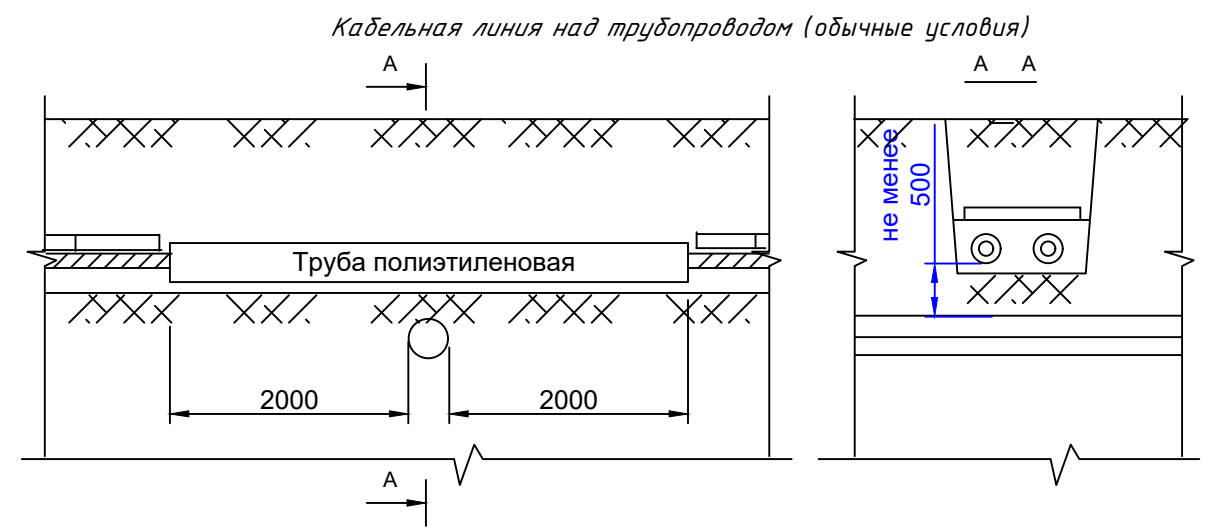 Кабельная линия над трубопроводом (обычные условия)
А
А А
не менее
500
Труба полиэтиленовая
2000
2000
А